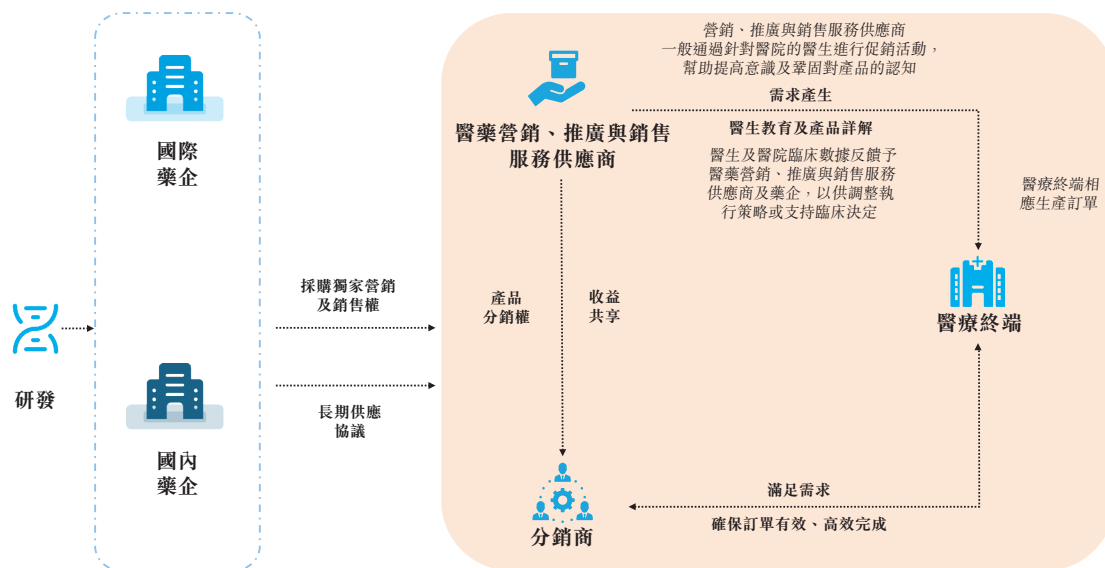 研發
國際
藥企
國內
藥企
採購獨家營銷
及銷售權
長期供應
協議
營銷、推廣與銷售服務供應商
一般通過針對醫院的醫生進行促銷活動，
幫助提高意識及鞏固對產品的認知
需求產生
醫藥營銷、推廣與銷售
服務供應商
醫生教育及產品詳解
醫生及醫院臨床數據反饋予
醫藥營銷、推廣與銷售服務
供應商及藥企，以供調整執
行策略或支持臨床決定
醫療終端相
應生產訂單
產品
分銷權
收益
共享
醫療終端
滿足需求
確保訂單有效、高效完成
分銷商